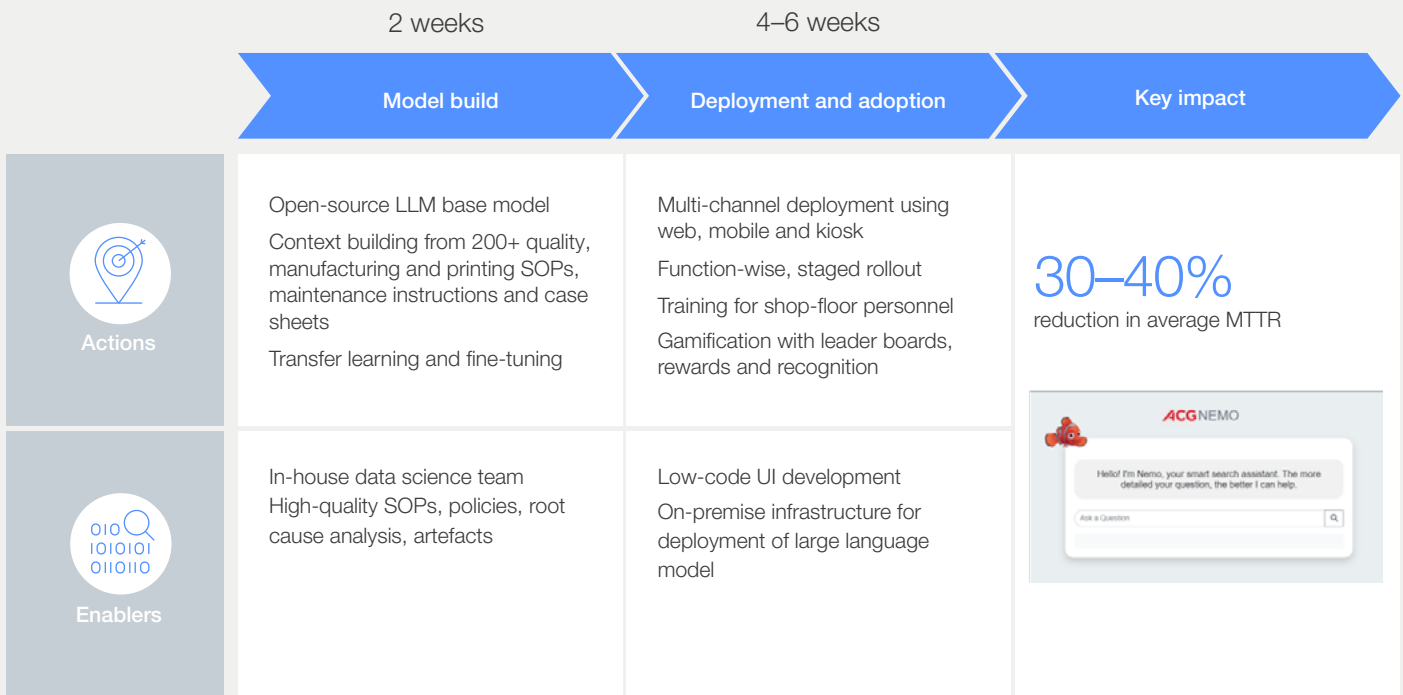 2 weeks
4–6 weeks
Model build
Deployment and adoption
Key impact
Actions
Open-source LLM base model
Context building from 200+ quality,
manufacturing and printing SOPs,
maintenance instructions and case
sheets
Transfer learning and fine-tuning
Multi-channel deployment using
web, mobile and kiosk
Function-wise, staged rollout
Training for shop-floor personnel
Gamification with leader boards,
rewards and recognition
30–40%
reduction in average MTTR
ACG NEMO
Hello! I'm Nemo, your smart search assistant. The more
detailed your question, the better I can help.
Ask a Question
Enablers
010
1010101
0110110
In-house data science team
High-quality SOPs, policies, root
cause analysis, artefacts
Low-code UI development
On-premise infrastructure for
deployment of large language
model